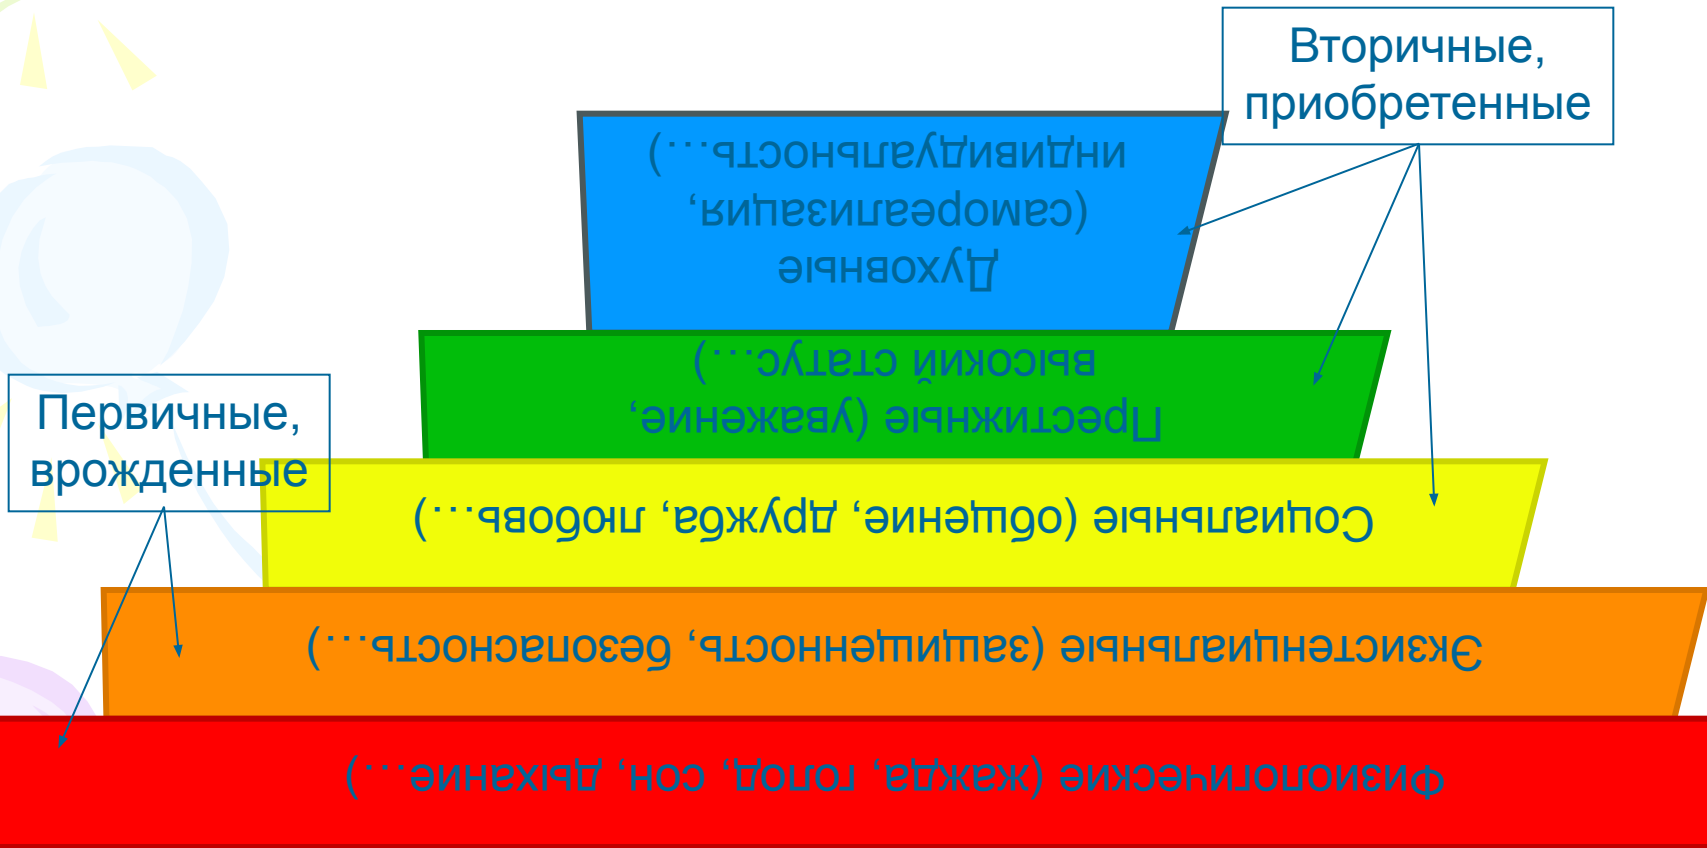 Вторичные,
приобретенные
Духовные
(самореализация,
индивидуальность…)
Престижные (уважение,
высокий статус…)
Первичные,
врожденные
Социальные (общение, дружба, любовь…)
Экзистенциальные (защищенность, безопасность…)
Физиологические (жажда, голод, сон, дыхание…)